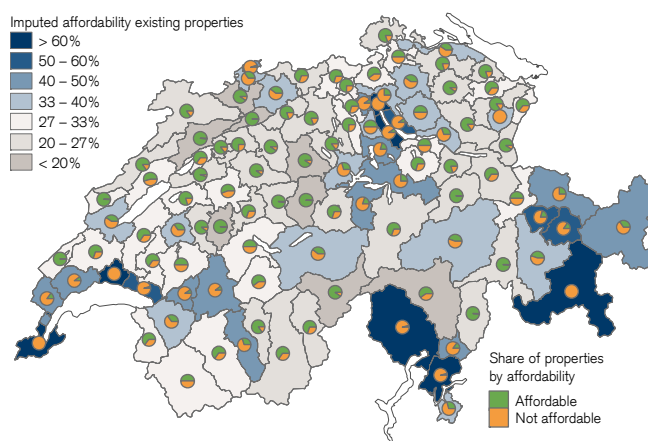 Imputed affordability existing properties
> 60%
50 – 60%
40 – 50%
33 – 40%
27 – 33%
20 – 27%
< 20%
Share of properties
by affordability
Affordable
Not affordable